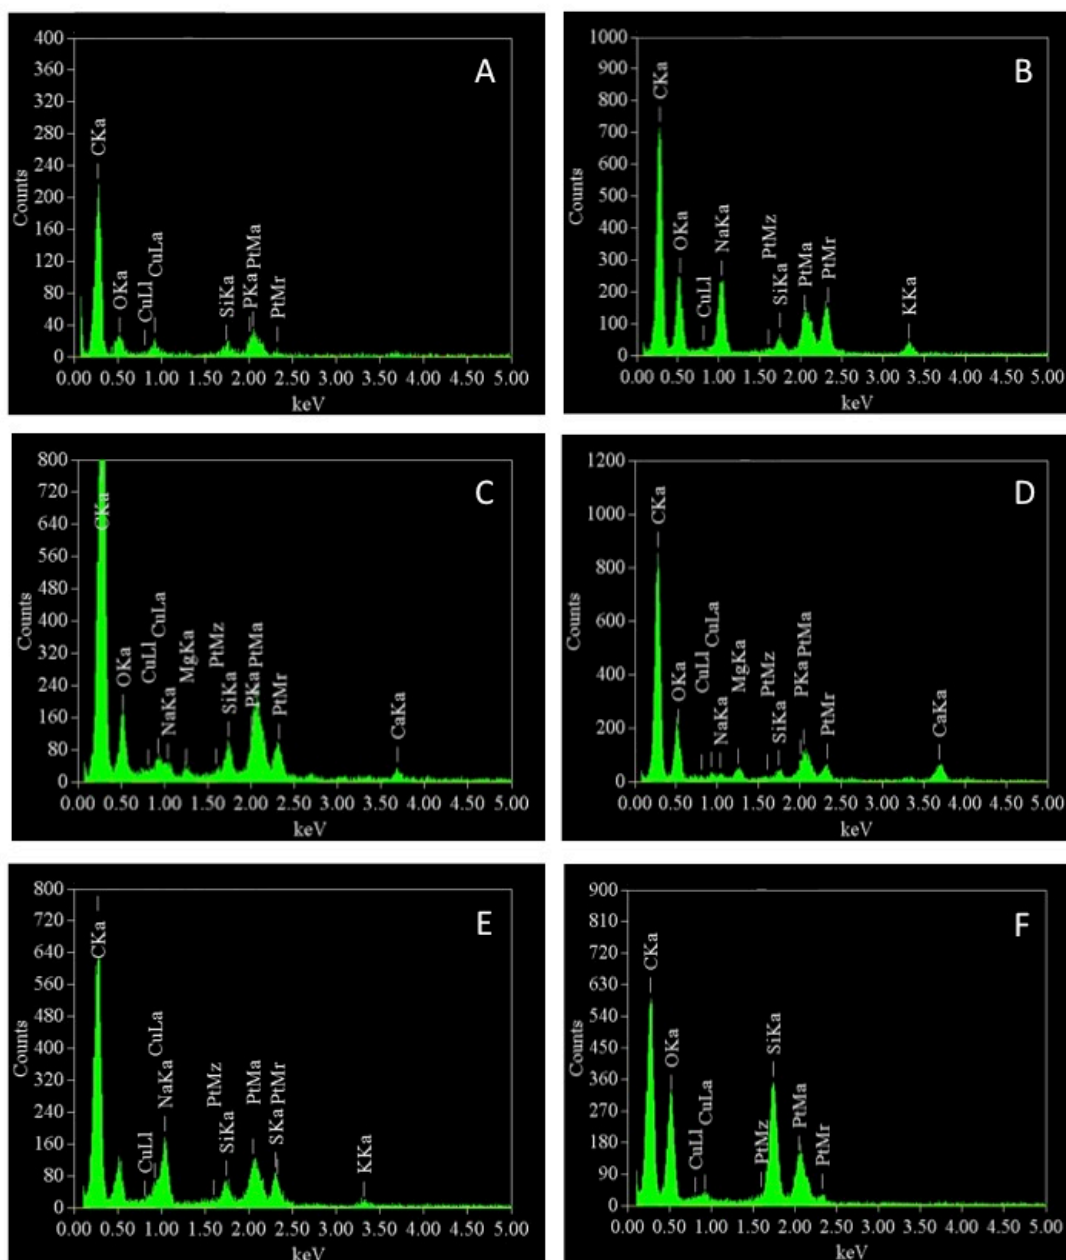 A
400
360
320
280
240
200
160
120
80
40
0
Counts
CKa
OKa
CuLl
CuLa
SiKa
PKa
PtMa
PtMr
0.00 0.50 1.00 1.50 2.00 2.50 3.00 3.50 4.00 4.50 5.00
keV
B
1000
900
800
700
600
500
400
300
200
100
0
Counts
CKa
OKa
CuLl
NaKa
PtMz
SiKa
PtMa
PtMr
KKa
0.00 0.50 1.00 1.50 2.00 2.50 3.00 3.50 4.00 4.50 5.00
keV
C
800
720
640
560
480
400
320
240
160
80
0
Counts
CKa
OKa
CuLl
CuLa
NaKa
MgKa
PtMz
SiKa
PKa
PtMa
PtMr
CaKa
0.00 0.50 1.00 1.50 2.00 2.50 3.00 3.50 4.00 4.50 5.00
keV
D
1200
1000
800
600
400
200
0
Counts
CKa
OKa
CuLl
CuLa
NaKa
MgKa
PtMz
SiKa
PKa
PtMa
PtMr
CaKa
0.00 0.50 1.00 1.50 2.00 2.50 3.00 3.50 4.00 4.50 5.00
keV
E
800
720
640
560
480
400
320
240
160
80
0
Counts
CKa
CuLl
CuLa
NaKa
PtMz
SiKa
PtMa
SKa
PtMr
KKa
0.00 0.50 1.00 1.50 2.00 2.50 3.00 3.50 4.00 4.50 5.00
keV
F
900
810
720
630
540
450
360
270
180
90
0
Counts
CKa
OKa
CuLl
CuLa
PtMz
SiKa
PtMa
PtMr
0.00 0.50 1.00 1.50 2.00 2.50 3.00 3.50 4.00 4.50 5.00
keV